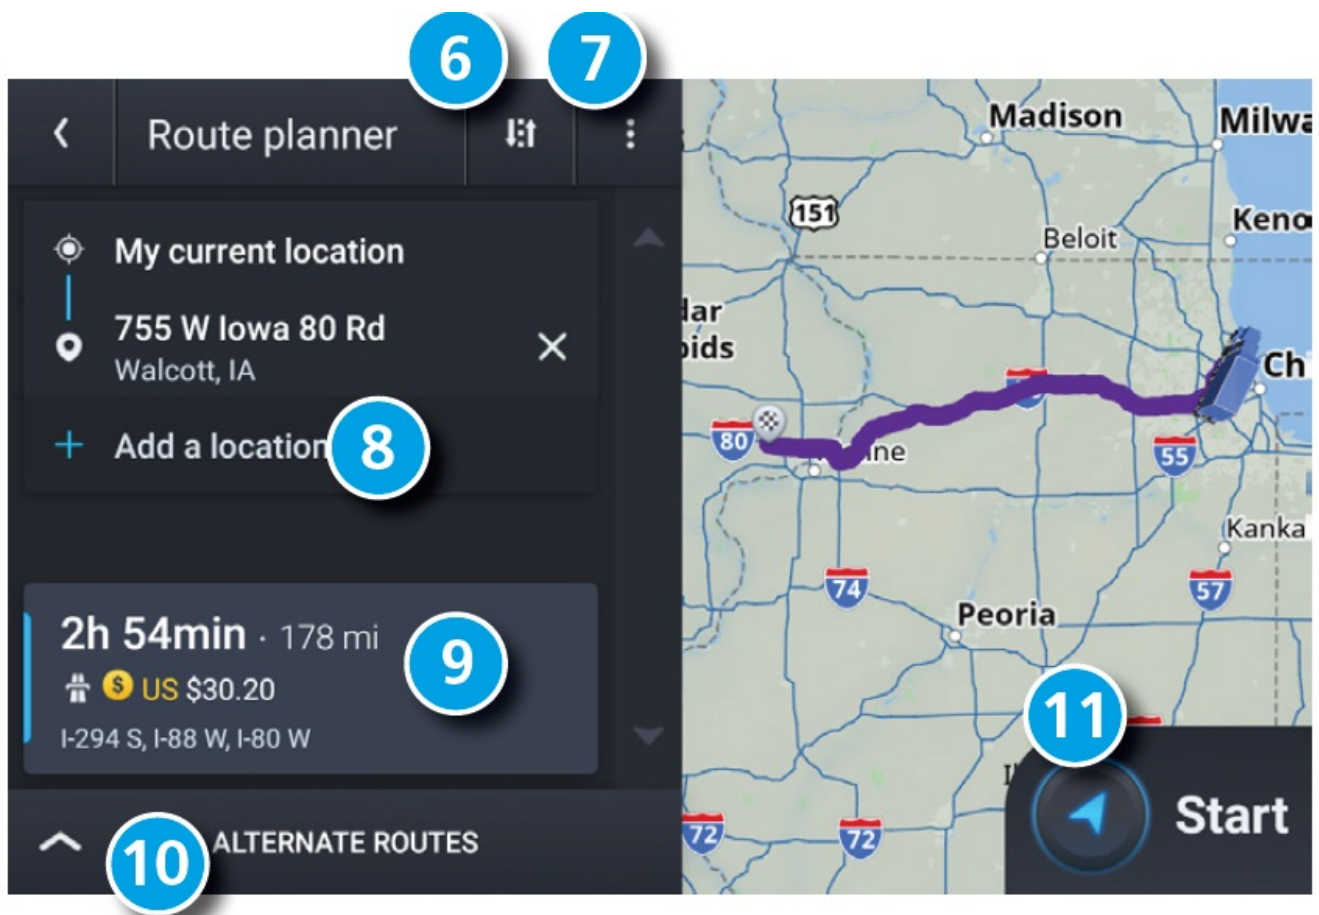 6
7
Route planner
My current location
755 W Iowa 80 Rd
Walcott, IA
Add a location
8
2h 54min · 178 mi
9
$ US $30.20
I-294 S, I-88 W, I-80 W
10
ALTERNATE ROUTES
Madison
Milwa
151
Keno
Beloit
dar
pids
Ch
80
ine
55
Kanka
74
57
Peoria
11
72
72
Start